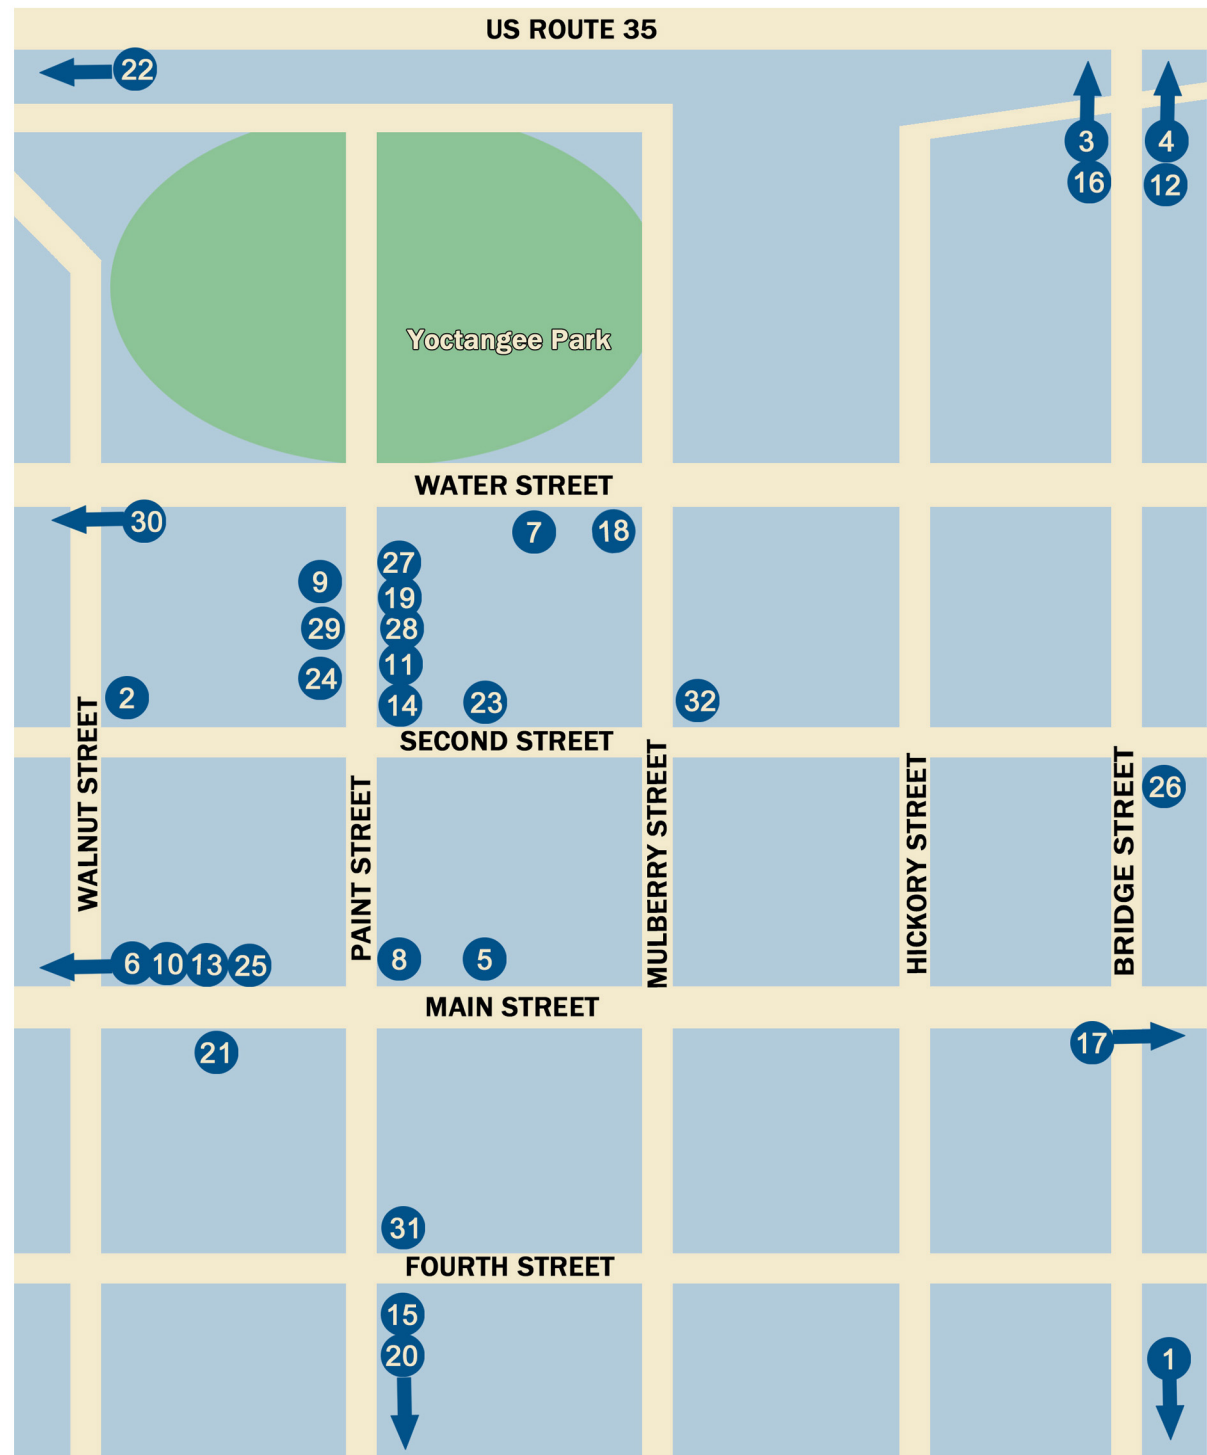 US ROUTE 35
22
3
4
16
12
Yoctangee Park
WATER STREET
30
7
18
27
9
19
29
28
11
24
2
14
23
32
SECOND STREET
WALNUT STREET
PAINT STREET
MULBERRY STREET
HICKORY STREET
BRIDGE STREET
26
6
10
13
25
8
5
MAIN STREET
21
17
31
FOURTH STREET
15
20
1